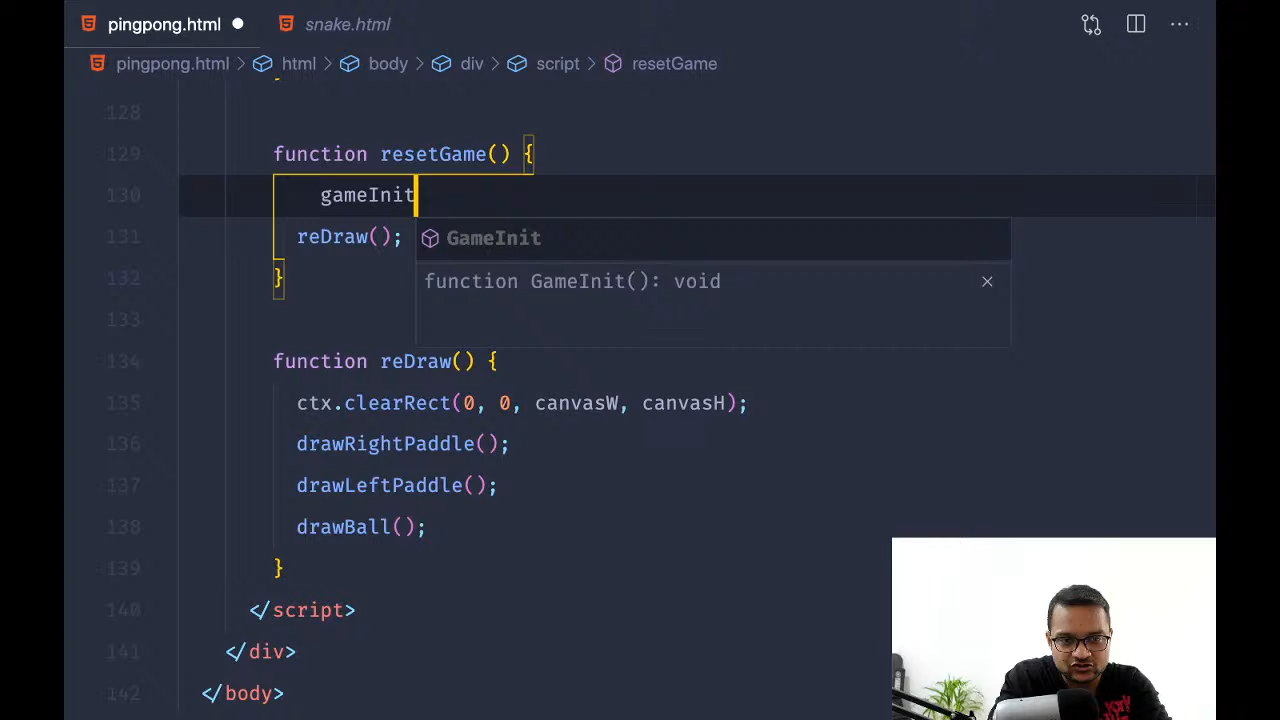 pingpong.html snake.html
pingpong.html > html > body > div > script > resetGame
128
129 function resetGame() {
130 gameInit
131 reDraw(); GameInit
132 } function GameInit(): void ×
133
134 function reDraw() {
135 ctx.clearRect(0, 0, canvasW, canvasH);
136 drawRightPaddle();
137 drawLeftPaddle();
138 drawBall();
139 }
140 </script>
141 </div>
142 </body>